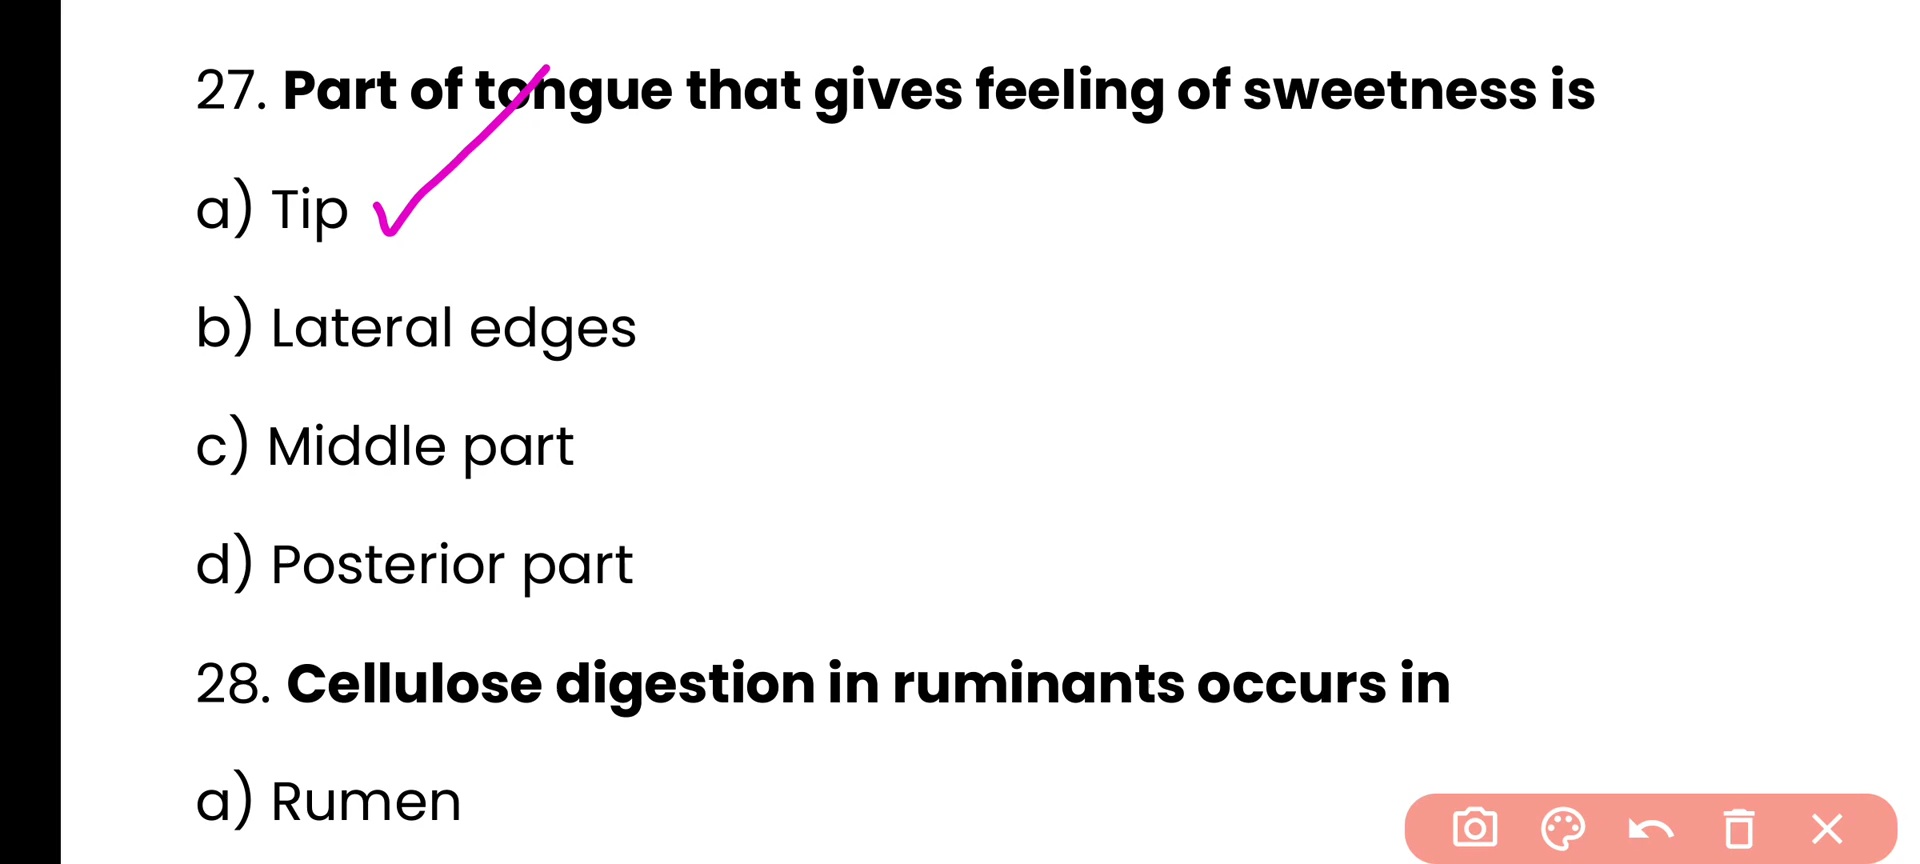 27. Part of tongue that gives feeling of sweetness is
a) Tip
b) Lateral edges
c) Middle part
d) Posterior part
28. Cellulose digestion in ruminants occurs in
a) Rumen